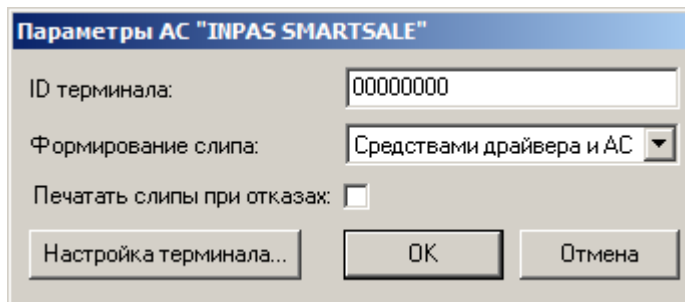 Параметры АС "INPAS SMARTSALE"
ID терминала: 00000000
Формирование слипа: Средствами драйвера и АС
Печатать слипы при отказах:
Настройка терминала... OK Отмена